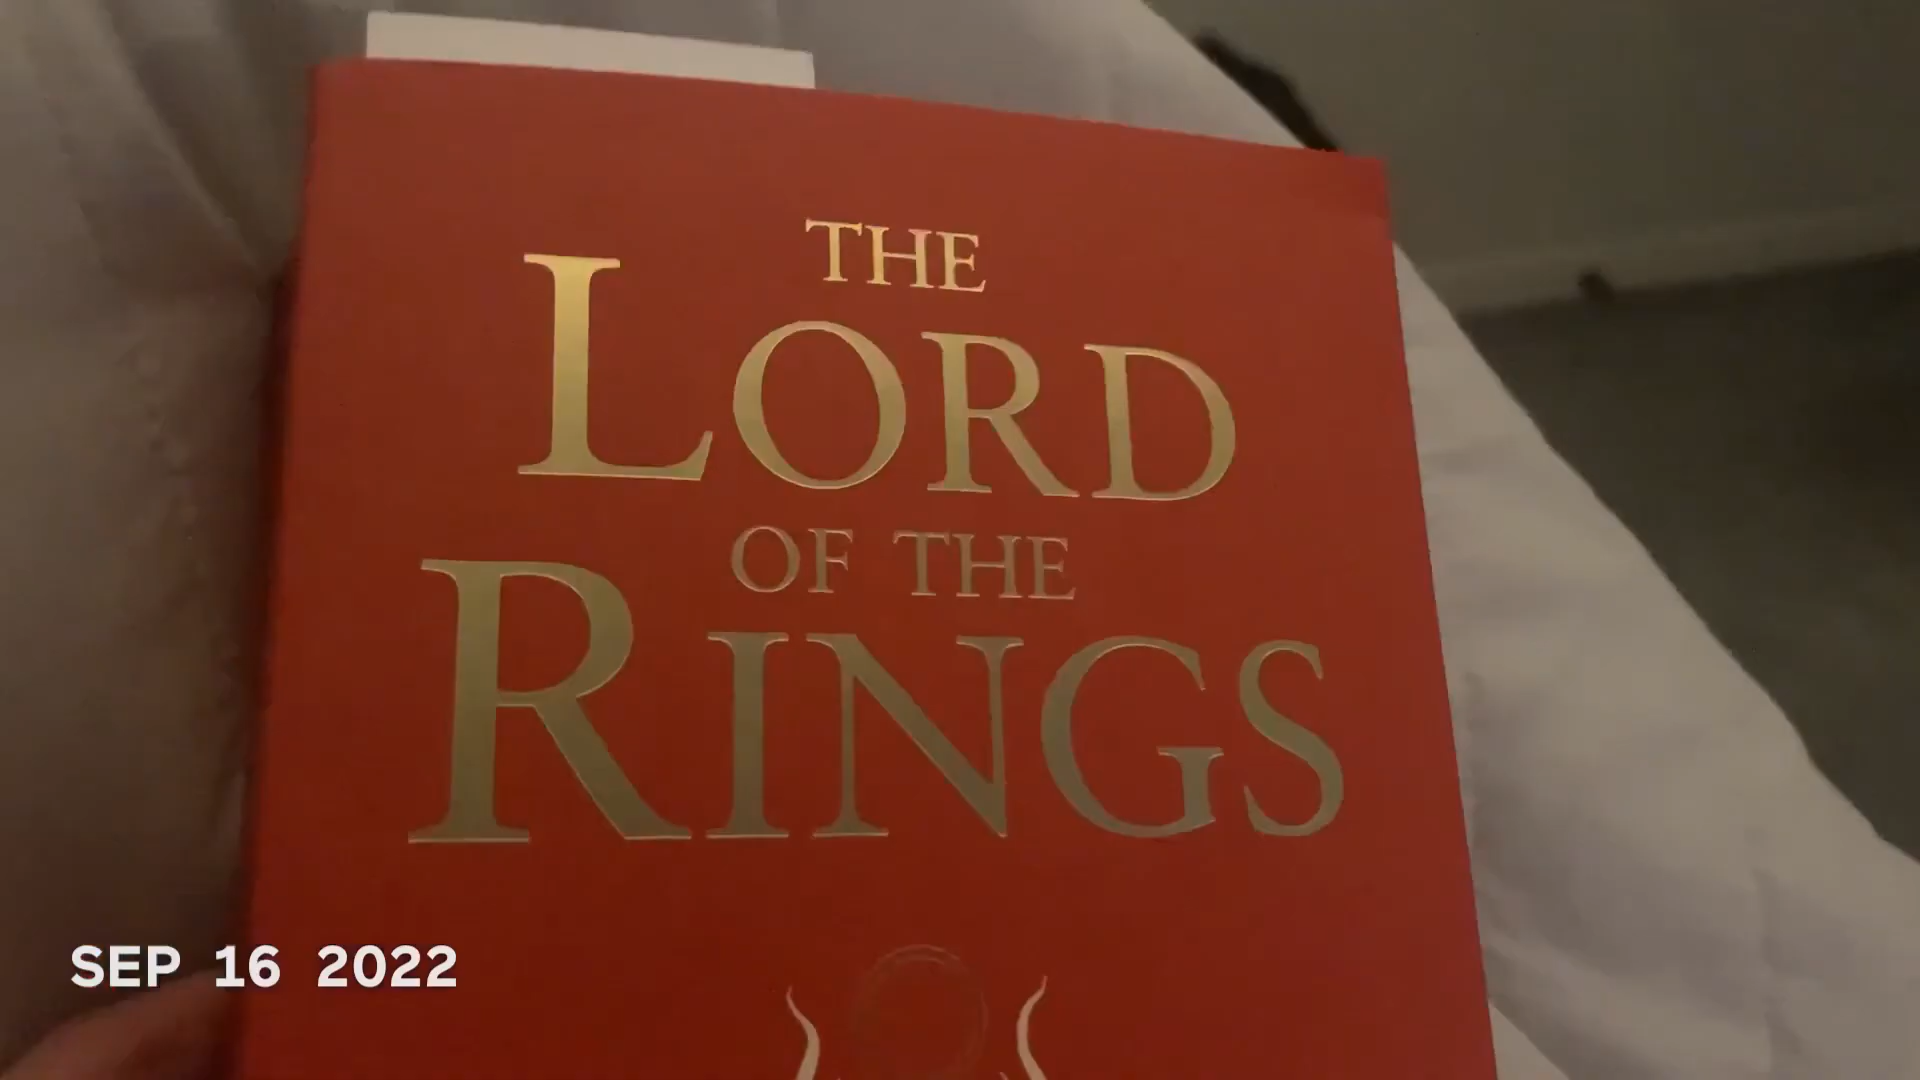 THE
LORD
OF THE
RINGS
SEP 16 2022